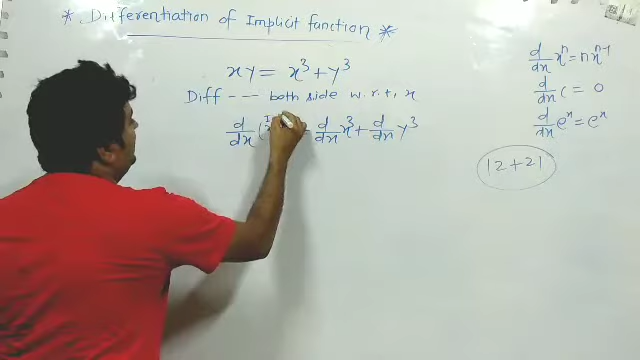 * Differentiation of Implicit function *
xy = x³ + y³
Diff --- both side w.r.t. x
d/dx (x = d/dx x³ + d/dx y³
d/dx xⁿ = nxⁿ⁻¹
d/dx c = 0
d/dx eˣ = eˣ
12+21